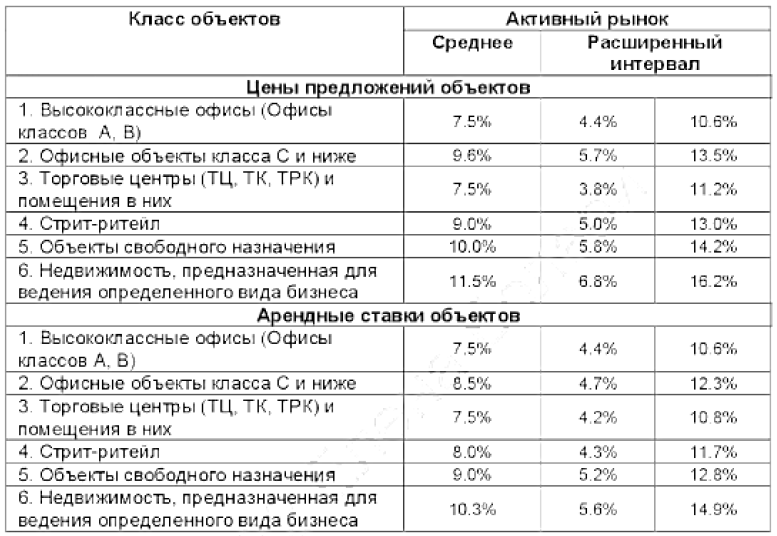 Класс объектов Активный рынок
Среднее Расширенный
интервал
Цены предложений объектов
1. Высококлассные офисы (Офисы
классов А, В) 7.5% 4.4% 10.6%
2. Офисные объекты класса С и ниже 9.6% 5.7% 13.5%
3. Торговые центры (ТЦ, ТК, ТРК) и
помещения в них 7.5% 3.8% 11.2%
4. Стрит-ритейл 9.0% 5.0% 13.0%
5. Объекты свободного назначения 10.0% 5.8% 14.2%
6. Недвижимость, предназначенная для
ведения определенного вида бизнеса 11.5% 6.8% 16.2%
Арендные ставки объектов
1. Высококлассные офисы (Офисы
классов А, В) 7.5% 4.4% 10.6%
2. Офисные объекты класса С и ниже 8.5% 4.7% 12.3%
3. Торговые центры (ТЦ, ТК, ТРК) и
помещения в них 7.5% 4.2% 10.8%
4. Стрит-ритейл 8.0% 4.3% 11.7%
5. Объекты свободного назначения 9.0% 5.2% 12.8%
6. Недвижимость, предназначенная для
ведения определенного вида бизнеса 10.3% 5.6% 14.9%